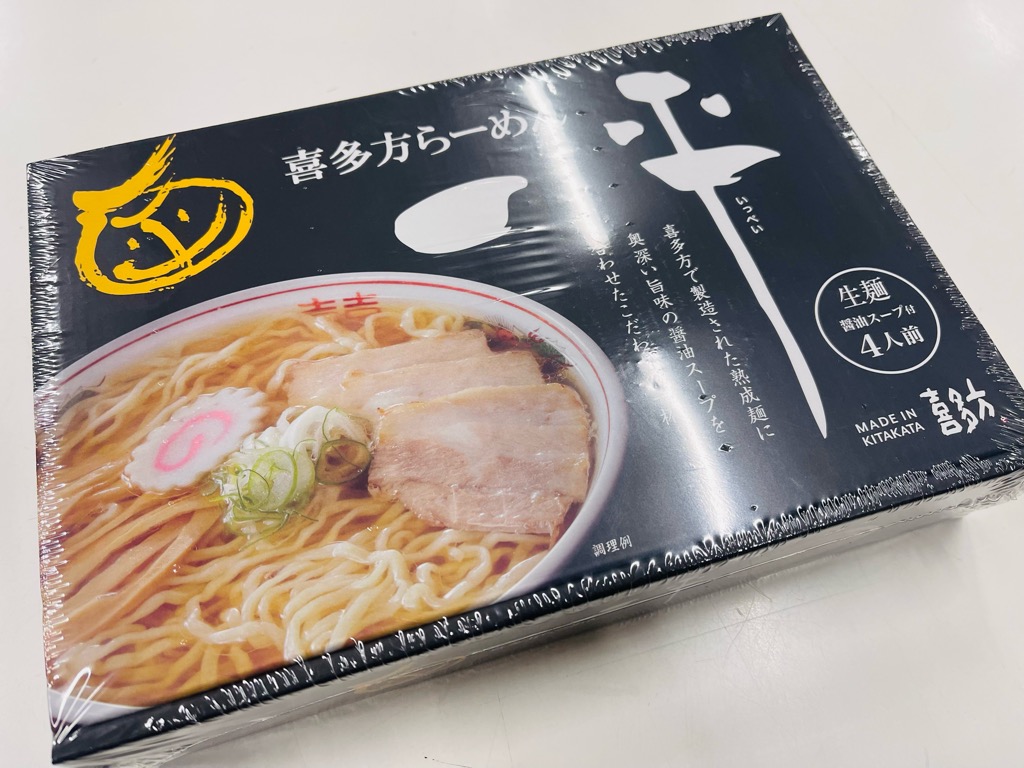 喜多方らーめん
一平
いっぺい
喜多方で製造された熟成麺に
奥深い旨味の醤油スープを
合わせたこだわ
生麺
醤油スープ付
4人前
MADE IN
KITAKATA
喜多方
調理例